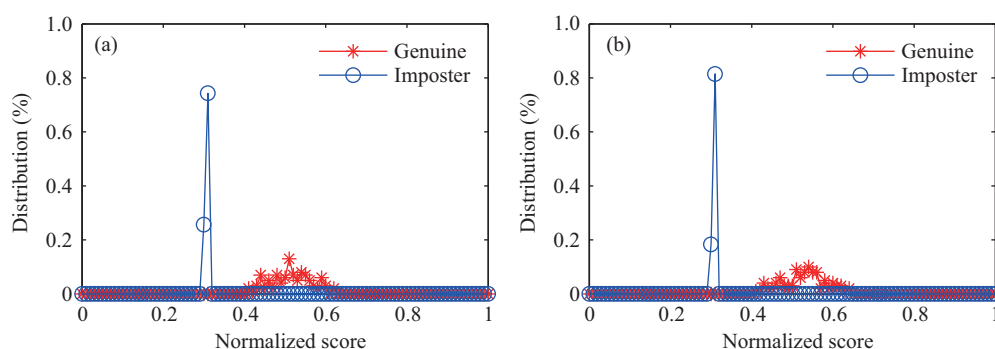 1.0
(a)
Genuine
Imposter
0.8
0.6
0.4
0.2
0
0 0.2 0.4 0.6 0.8 1
Distribution (%)
Normalized score
1.0
(b)
Genuine
Imposter
0.8
0.6
0.4
0.2
0
0 0.2 0.4 0.6 0.8 1
Distribution (%)
Normalized score